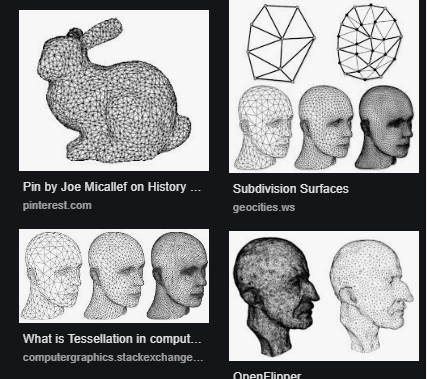 Pin by Joe Micallef on History ...
pinterest.com
Subdivision Surfaces
geocities.ws
What is Tessellation in comput...
computergraphics.stackexchange...
OpenFlipper